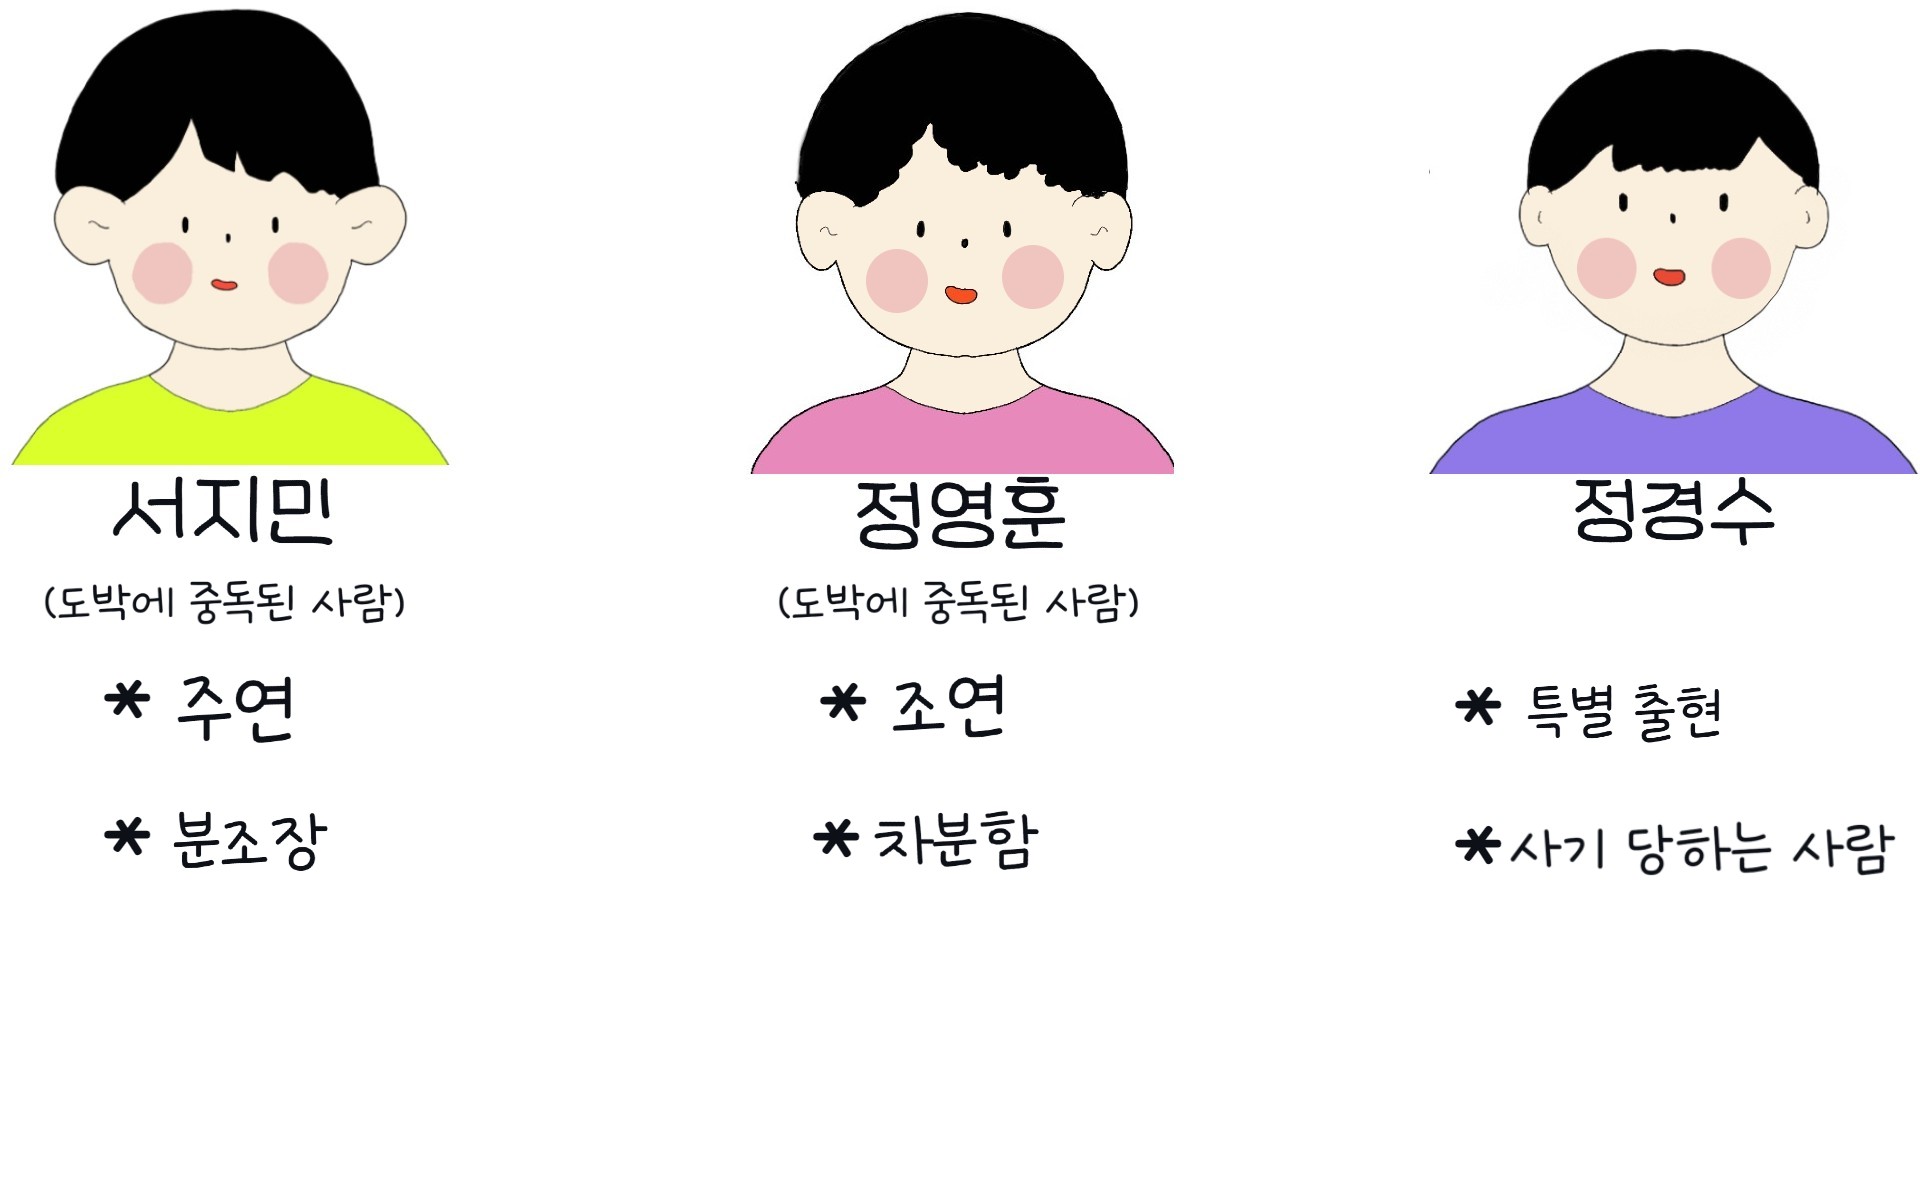 서지민
(도박에 중독된 사람)
* 주연
* 분조장
정영훈
(도박에 중독된 사람)
* 조연
* 차분함
정경수
* 특별 출현
* 사기 당하는 사람